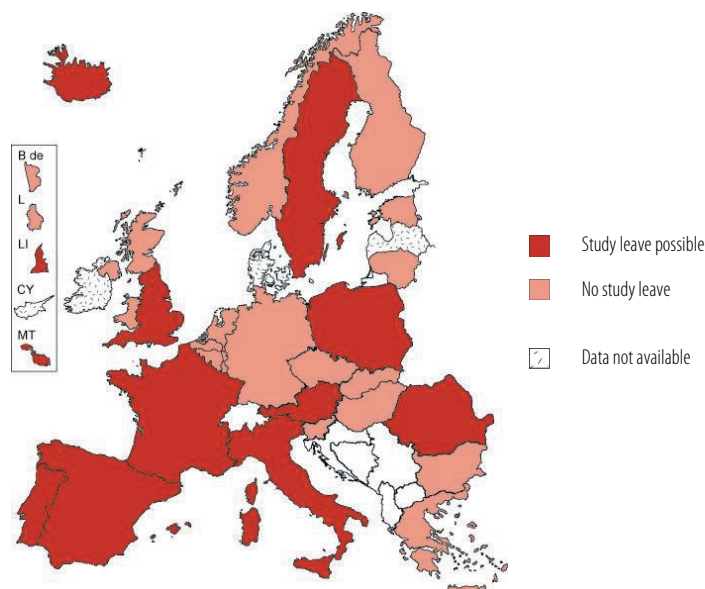 B de
L
LI
CY
MT
Study leave possible
No study leave
Data not available